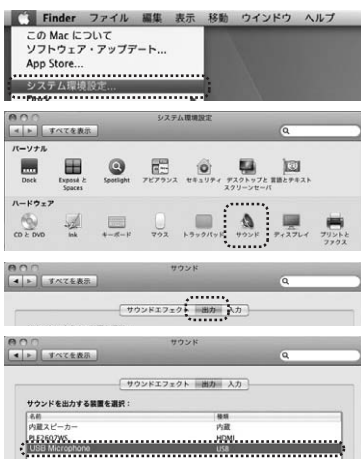 Finder ファイル 編集 表示 移動 ウインドウ ヘルプ
この Mac について
ソフトウェア・アップデート...
App Store...
システム環境設定...
Dock
システム環境設定
すべてを表示
パーソナル
Dock
Exposé と Spaces
Spotlight
アピアランス
セキュリティ
デスクトップと スクリーンセーバ
言語とテキスト
ハードウェア
CD と DVD
Ink
キーボード
マウス
トラックパッド
サウンド
ディスプレイ
プリントと ファクス
サウンド
すべてを表示
サウンドエフェクト 出力 入力
サウンド
すべてを表示
サウンドエフェクト 出力 入力
サウンドを出力する装置を選択：
名前 種類
内蔵スピーカー 内蔵
PLE2607WS HDMI
USB Microphone USB